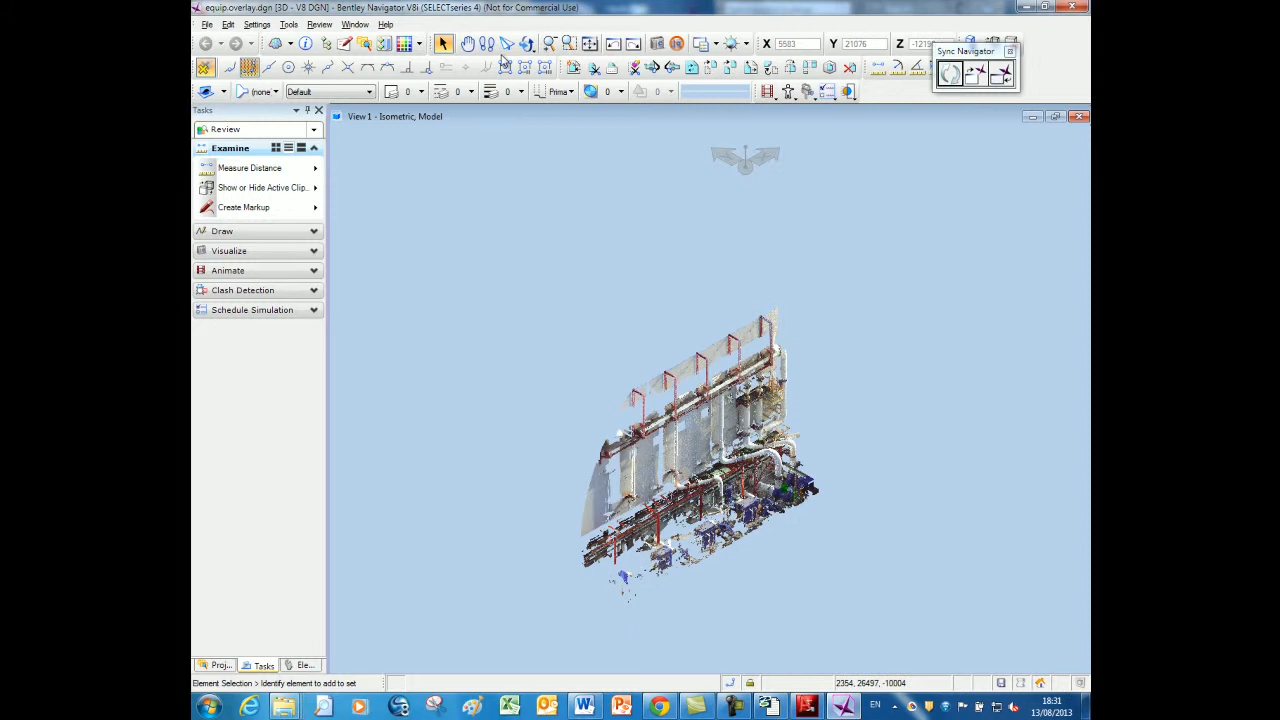 equip.overlay.dgn [3D - V8 DGN] - Bentley Navigator V8i (SELECTseries 4) (Not for Commercial Use)
File Edit Settings Tools Review Window Help
X 5583 Y 21076 Z
Sync Navigator
(none Default 0 0 0 Prima 0 0
Tasks
View 1 - Isometric, Model
Review
Examine
Measure Distance
Show or Hide Active Clip..
Create Markup
Draw
Visualize
Animate
Clash Detection
Schedule Simulation
Proj... Tasks Ele...
Element Selection > Identify element to add to set
2354, 26497, -10004
EN
18:31
13/08/2013